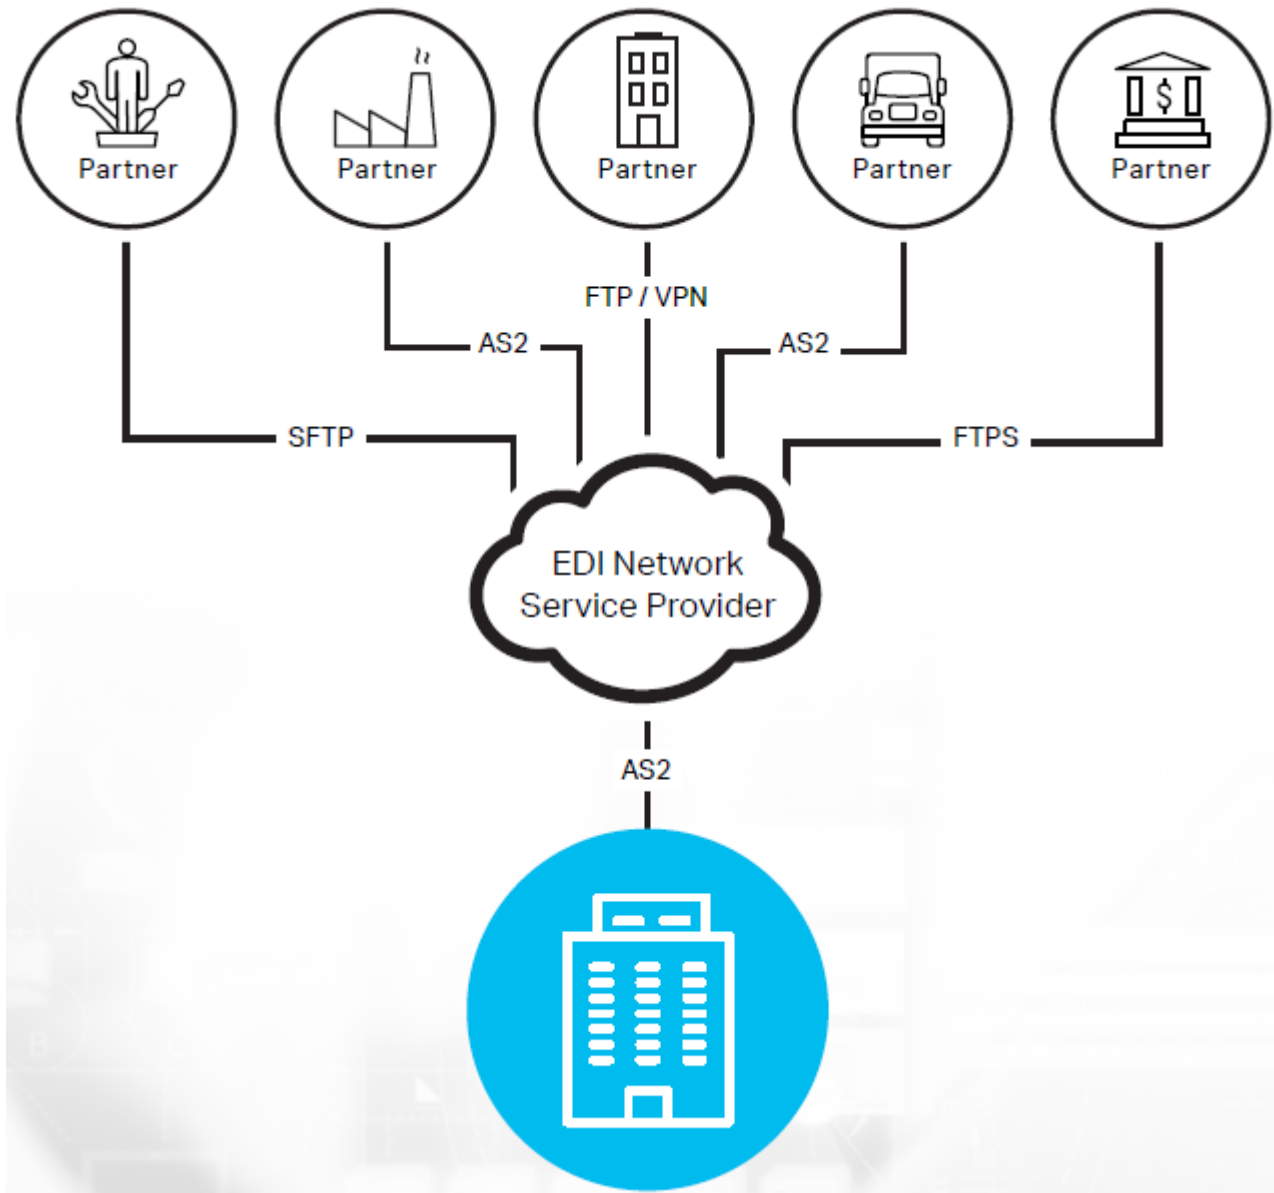 Partner
Partner
Partner
Partner
Partner
$
FTP / VPN
AS2
AS2
SFTP
FTPS
EDI Network
Service Provider
AS2